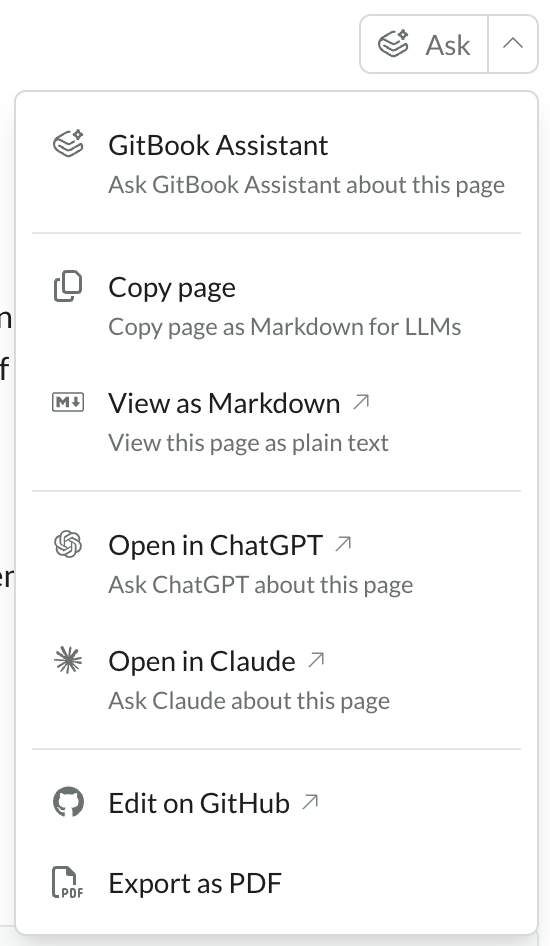 Ask
GitBook Assistant
Ask GitBook Assistant about this page
Copy page
Copy page as Markdown for LLMs
M
View as Markdown
View this page as plain text
Open in ChatGPT
Ask ChatGPT about this page
Open in Claude
Ask Claude about this page
Edit on GitHub
PDF
Export as PDF